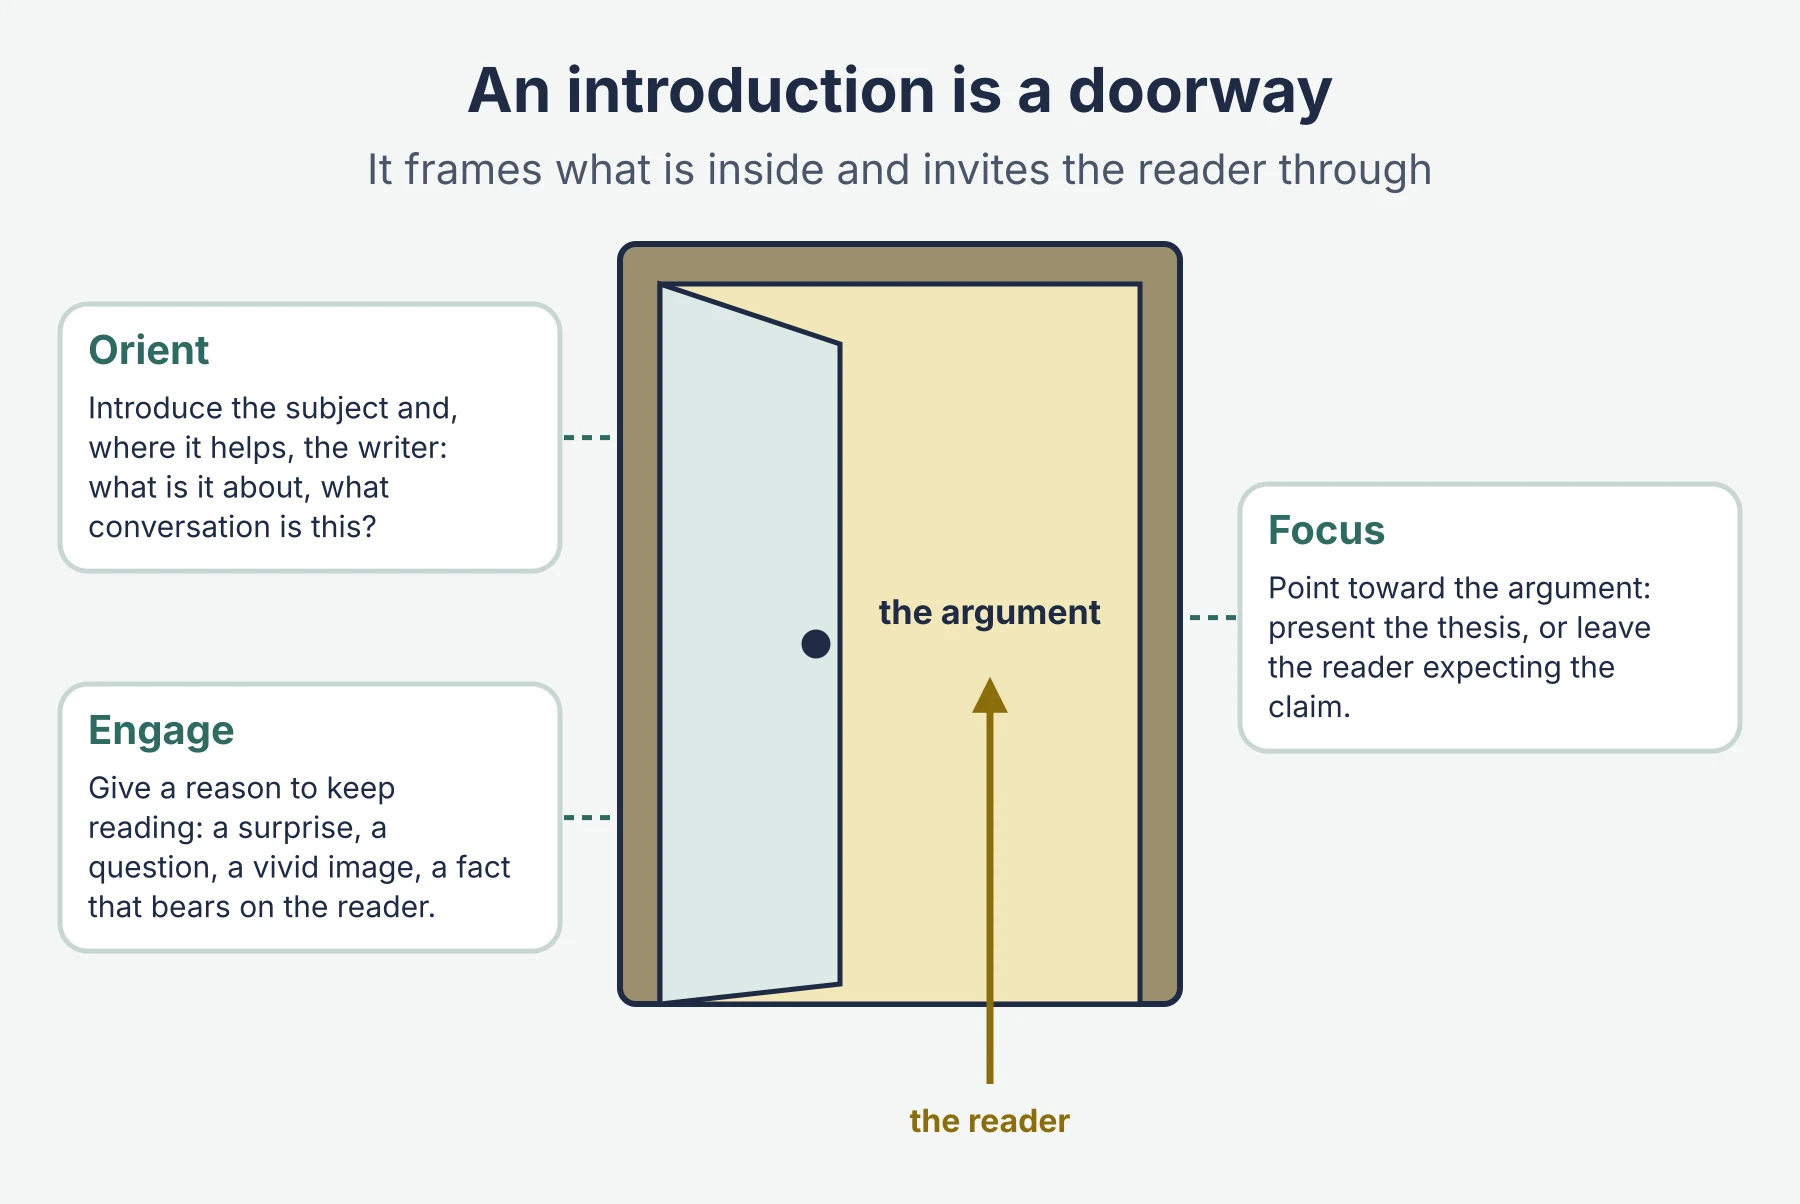 An introduction is a doorway
It frames what is inside and invites the reader through
Orient
Introduce the subject and,
where it helps, the writer:
what is it about, what
conversation is this?
Engage
Give a reason to keep
reading: a surprise, a
question, a vivid image, a fact
that bears on the reader.
the argument
the reader
Focus
Point toward the argument:
present the thesis, or leave
the reader expecting the
claim.